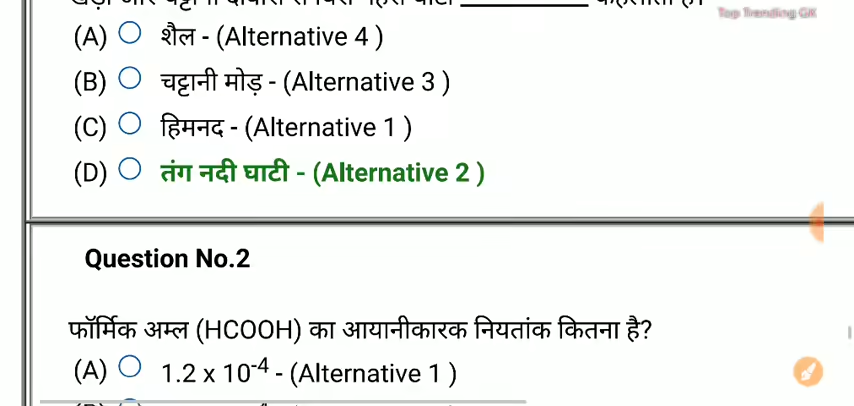 Top Trending GK
(A) शैल - (Alternative 4 )
(B) चट्टानी मोड़ - (Alternative 3 )
(C) हिमनद - (Alternative 1 )
(D) तंग नदी घाटी - (Alternative 2 )
Question No.2
फॉर्मिक अम्ल (HCOOH) का आयानीकारक नियतांक कितना है?
(A) 1.2 x 10⁻⁴ - (Alternative 1 )